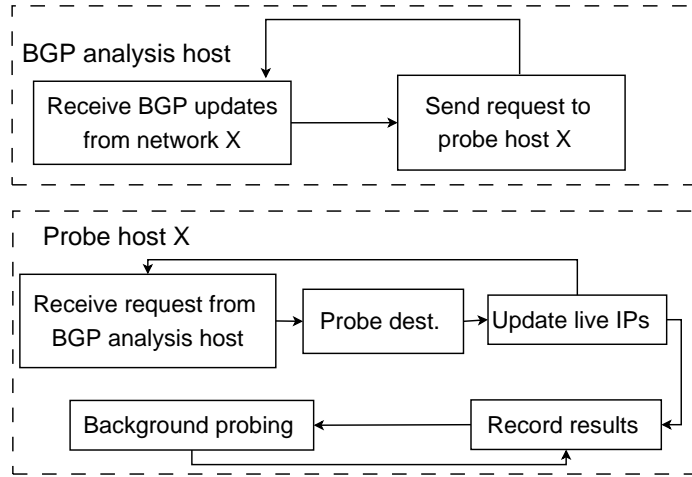 BGP analysis host
Receive BGP updates
from network X
Send request to
probe host X
Probe host X
Receive request from
BGP analysis host
Probe dest.
Update live IPs
Background probing
Record results